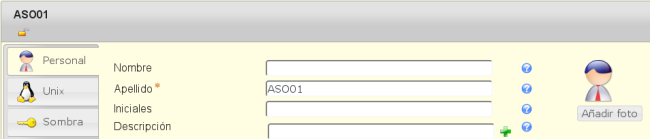 ASO01
Personal
Unix
Sombra
Nombre
Apellido*
ASO01
Iniciales
Descripción
Añadir foto